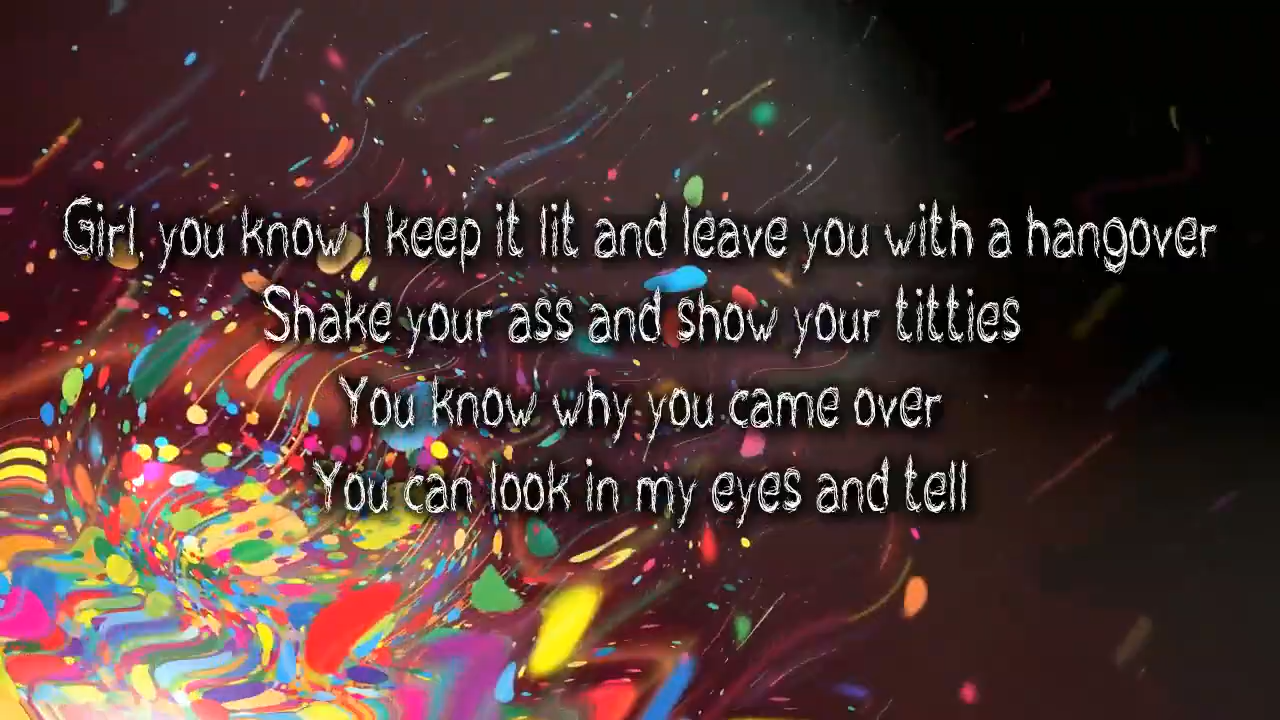 Girl, you know I keep it lit and leave you with a hangover
Shake your ass and show your titties
You know why you came over
You can look in my eyes and tell